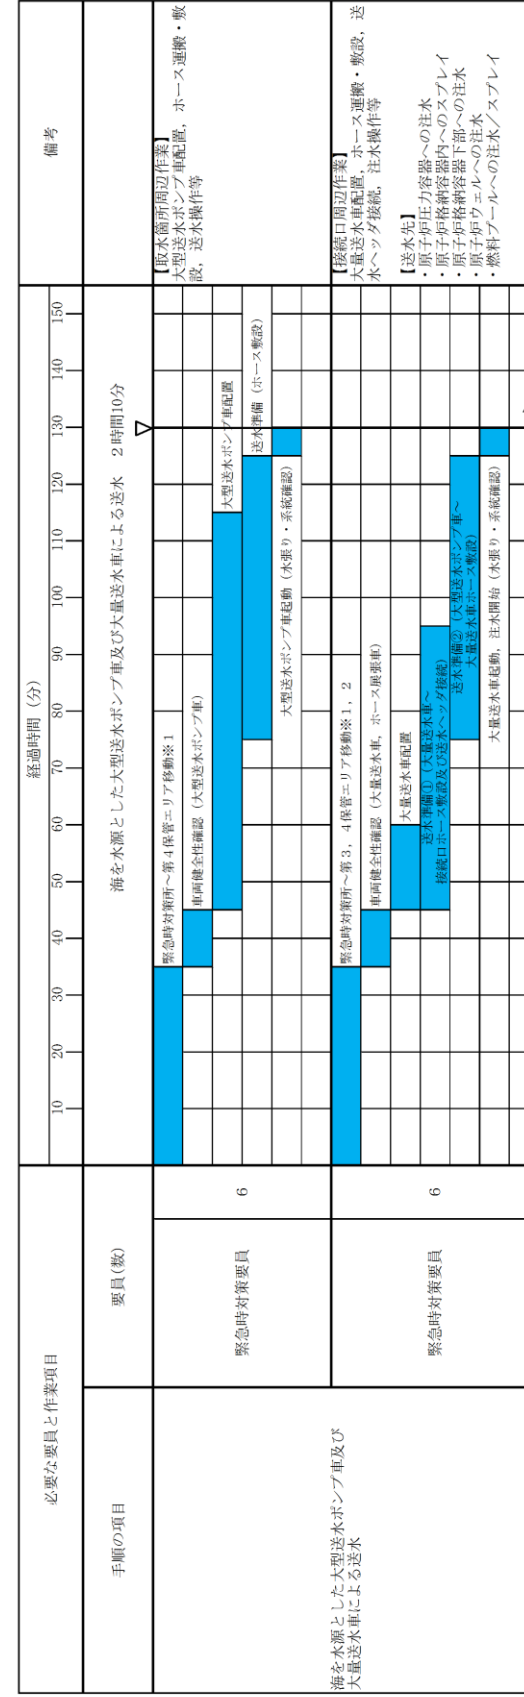 必要な要員と作業項目
経過時間（分）
備考
10 20 30 40 50 60 70 80 90 100 110 120 130 140 150
手順の項目
要員(数)
海を水源とした大型送水ポンプ車及び大量送水車による送水　2時間10分
▽
海を水源とした大型送水ポンプ車及び
大量送水車による送水
緊急時対策要員
6
緊急時対策所～第４保管エリア移動※１
車両健全性確認（大型送水ポンプ車）
大型送水ポンプ車配置
送水準備（ホース敷設）
大型送水ポンプ車起動（水張り・系統確認）
【取水箇所周辺作業】
大型送水ポンプ車配置，ホース運搬・敷
設，送水操作等
緊急時対策要員
6
緊急時対策所～第３，４保管エリア移動※１，２
車両健全性確認（大量送水車，ホース展張車）
大量送水車配置
送水準備①（大量送水車～
接続口ホース敷設及び送水ヘッダ接続）
送水準備②（大型送水ポンプ車～
大量送水車ホース敷設）
大量送水車起動，注水開始（水張り・系統確認）
【接続口周辺作業】
大量送水車配置，ホース運搬・敷設，送
水ヘッダ接続，注水操作等
【送水先】
・原子炉圧力容器への注水
・原子炉格納容器内へのスプレイ
・原子炉格納容器下部への注水
・原子炉ウェルへの注水
・燃料プールへの注水／スプレイ